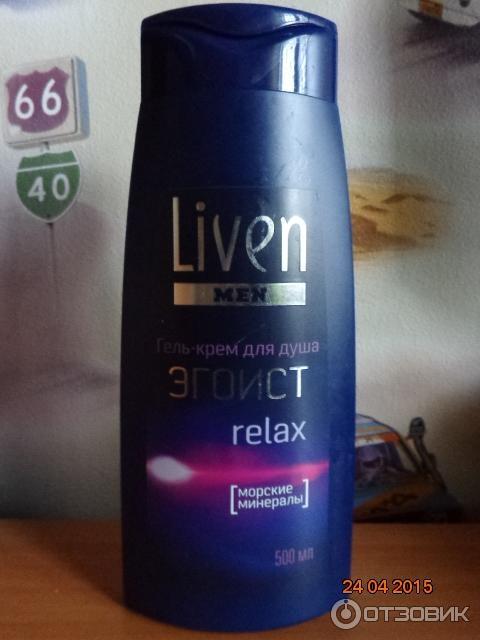 66
40
Liven
MEN
Гель-крем для душа
ЭГОИСТ
relax
[морские
минералы]
500 мл
24 04 2015
ОТЗОВИК